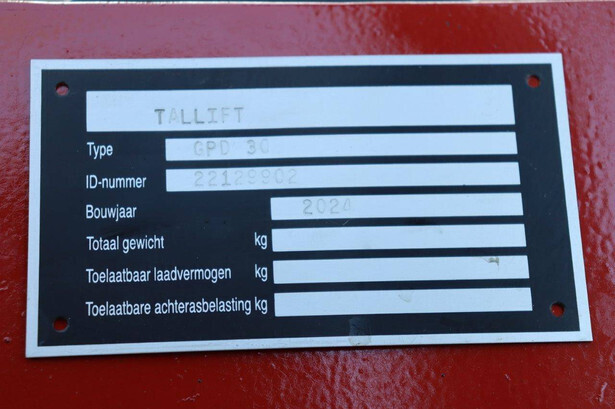 TALLIFT
Type GPD 30
ID-nummer 22129902
Bouwjaar 2024
Totaal gewicht kg
Toelaatbaar laadvermogen kg
Toelaatbare achterasbelasting kg